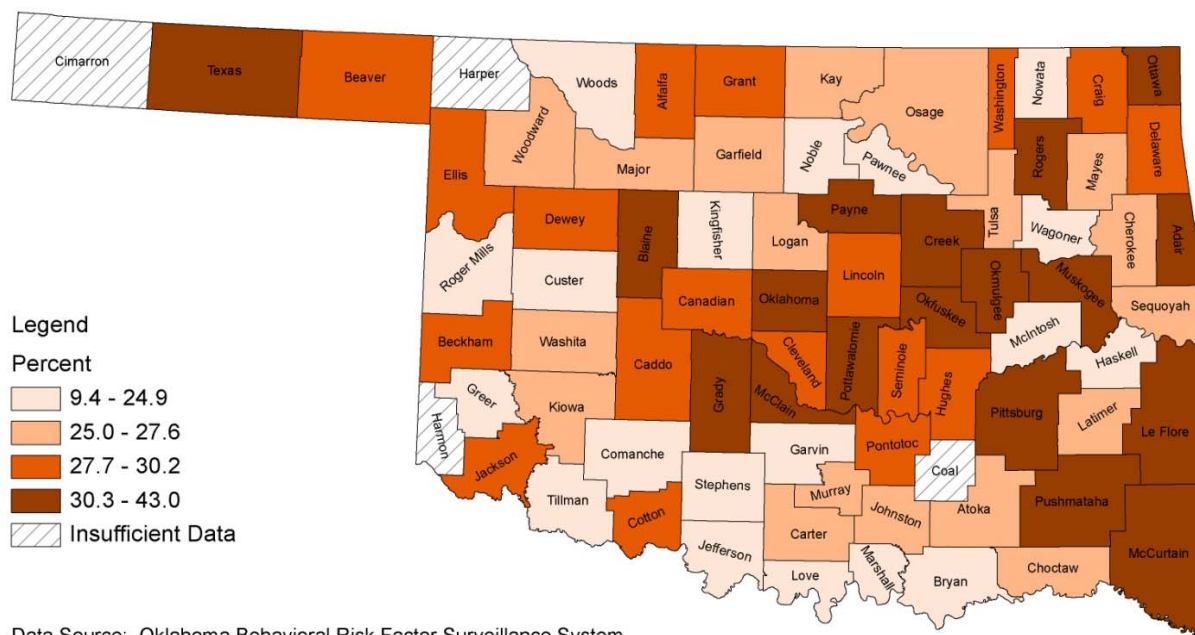 Cimarron
Texas
Beaver
Harper
Woods
Alfalfa
Grant
Kay
Osage
Washington
Nowata
Craig
Ottawa
Woodward
Major
Garfield
Noble
Pawnee
Rogers
Mayes
Delaware
Ellis
Dewey
Blaine
Kingfisher
Logan
Payne
Creek
Tulsa
Wagoner
Cherokee
Adair
Roger Mills
Custer
Canadian
Oklahoma
Lincoln
Okfuskee
Okmulgee
Muskogee
Sequoyah
Beckham
Washita
Caddo
Grady
McClain
Cleveland
Pottawatomie
Seminole
Hughes
McIntosh
Haskell
Pittsburg
Latimer
Le Flore
Harmon
Greer
Kiowa
Jackson
Comanche
Tillman
Cotton
Stephens
Garvin
Pontotoc
Coal
Murray
Johnston
Atoka
Pushmataha
McCurtain
Jefferson
Carter
Love
Marshall
Bryan
Choctaw
Legend
Percent
9.4 - 24.9
25.0 - 27.6
27.7 - 30.2
30.3 - 43.0
Insufficient Data
Data Source: Oklahoma Behavioral Risk Factor Surveillance System